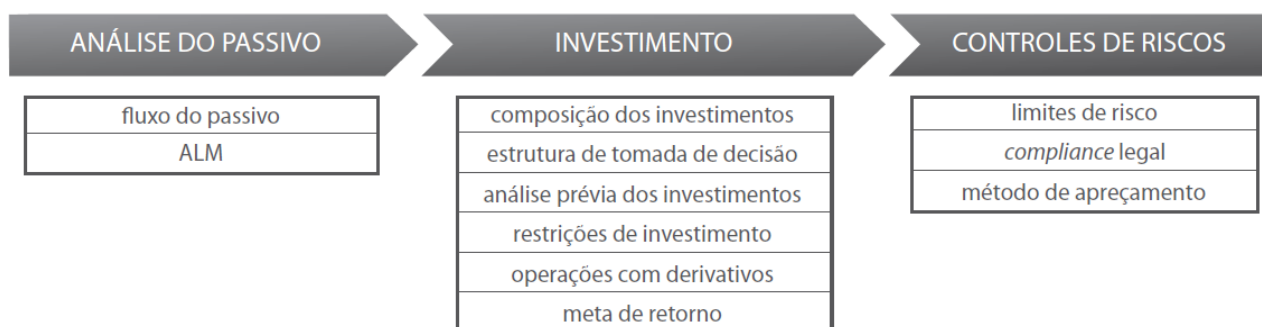 ANÁLISE DO PASSIVO
fluxo do passivo
ALM
INVESTIMENTO
composição dos investimentos
estrutura de tomada de decisão
análise prévia dos investimentos
restrições de investimento
operações com derivativos
meta de retorno
CONTROLES DE RISCOS
limites de risco
compliance legal
método de apreçamento